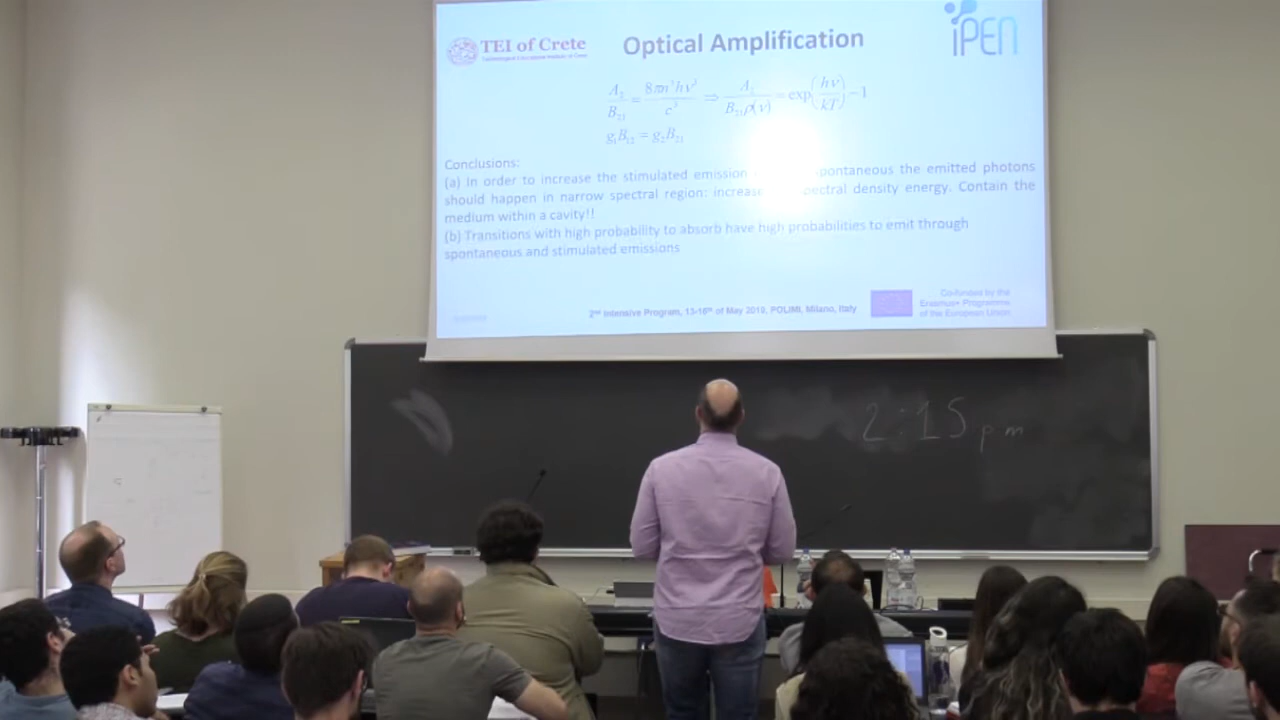 TEI of Crete
Optical Amplification
iPEN
A₂₁/B₂₁ = 8πn³hν³/c³ ⇒ A₂₁/B₂₁ρ(ν) = exp(hν/kT) − 1
g₁B₁₂ = g₂B₂₁
Conclusions:
(a) In order to increase the stimulated emission spontaneous the emitted photons
should happen in narrow spectral region: increase spectral density energy. Contain the
medium within a cavity!!
(b) Transitions with high probability to absorb have high probabilities to emit through
spontaneous and stimulated emissions
2nd Intensive Program, 13-16th of May 2019, POLIMI, Milano, Italy
Co-funded by the
Erasmus+ Programme
of the European Union
2:15 pm